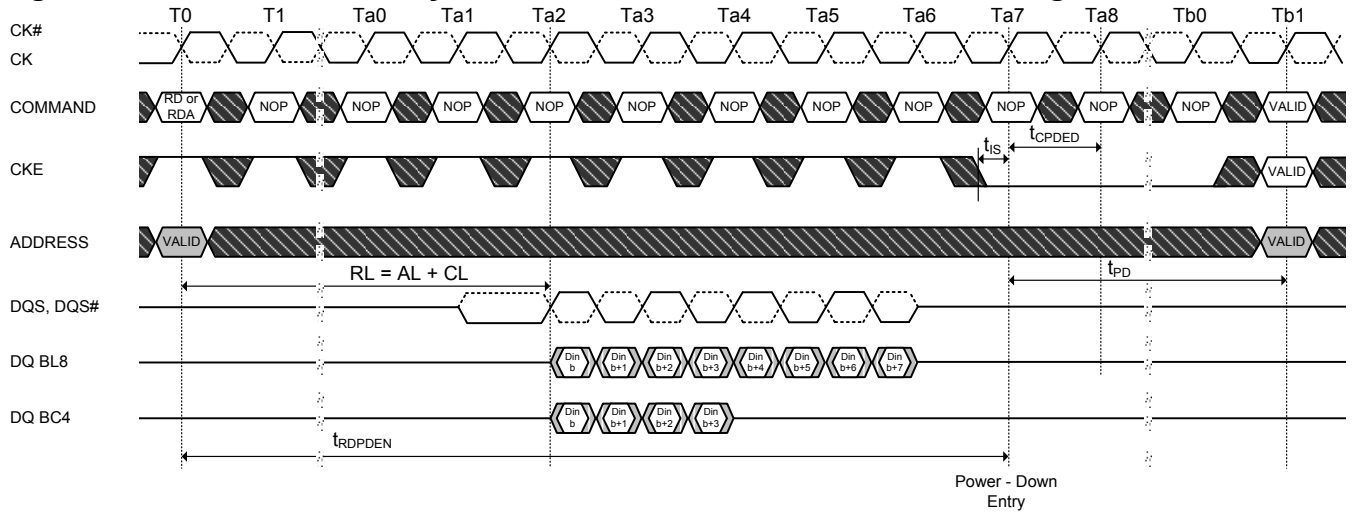 T0 T1 Ta0 Ta1 Ta2 Ta3 Ta4 Ta5 Ta6 Ta7 Ta8 Tb0 Tb1
CK#
CK
COMMAND
RD or
RDA
NOP NOP NOP NOP NOP NOP NOP NOP NOP NOP NOP VALID
tIS
tCPDED
CKE
VALID
ADDRESS
VALID
VALID
RL = AL + CL
tPD
DQS, DQS#
DQ BL8
Din Din Din Din Din Din Din Din
b b+1 b+2 b+3 b+4 b+5 b+6 b+7
DQ BC4
Din Din Din Din
b b+1 b+2 b+3
tRDPDEN
Power - Down
Entry